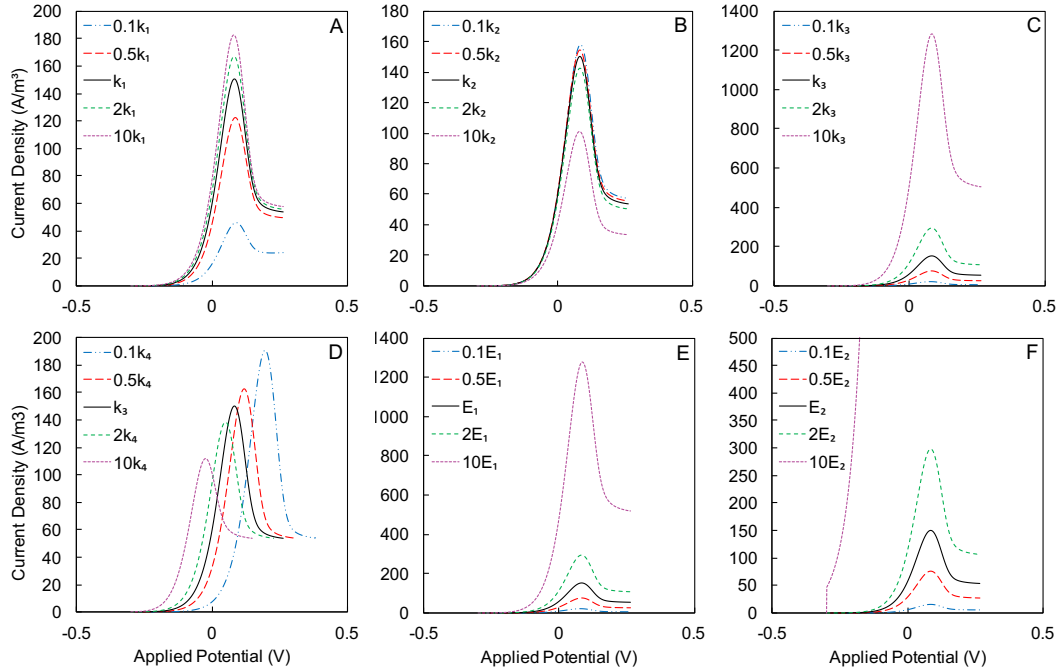 A
0.1k₁
0.5k₁
k₁
2k₁
10k₁
Current Density (A/m³)
200
180
160
140
120
100
80
60
40
20
0
-0.5
0
0.5
B
0.1k₂
0.5k₂
k₂
2k₂
10k₂
180
160
140
120
100
80
60
40
20
0
-0.5
0
0.5
C
0.1k₃
0.5k₃
k₃
2k₃
10k₃
1400
1200
1000
800
600
400
200
0
-0.5
0
0.5
D
0.1k₄
0.5k₄
k₃
2k₄
10k₄
Current Density (A/m3)
200
180
160
140
120
100
80
60
40
20
0
-0.5
0
0.5
Applied Potential (V)
E
0.1E₁
0.5E₁
E₁
2E₁
10E₁
1400
1200
1000
800
600
400
200
0
-0.5
0
0.5
Applied Potential (V)
F
0.1E₂
0.5E₂
E₂
2E₂
10E₂
500
450
400
350
300
250
200
150
100
50
0
-0.5
0
0.5
Applied Potential (V)